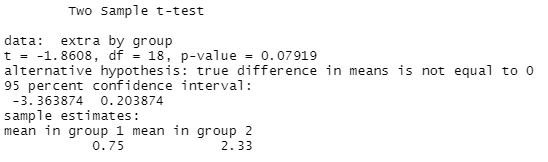 Two Sample t-test
data: extra by group
t = -1.8608, df = 18, p-value = 0.07919
alternative hypothesis: true difference in means is not equal to 0
95 percent confidence interval:
-3.363874 0.203874
sample estimates:
mean in group 1 mean in group 2
0.75 2.33